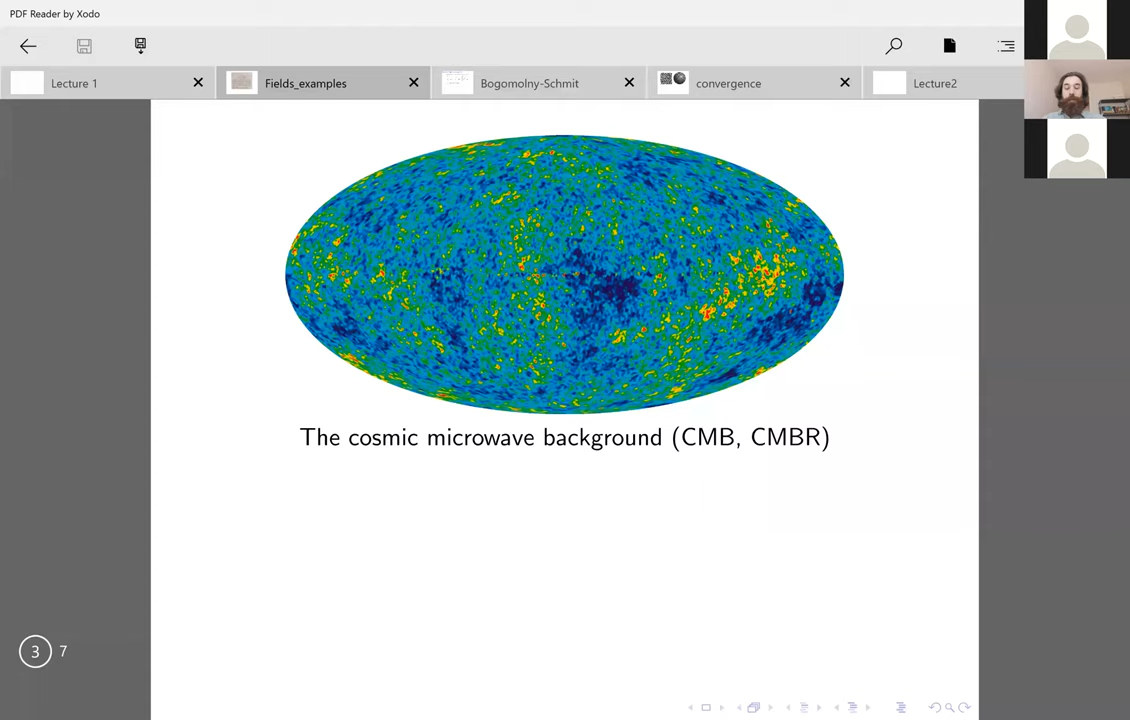 PDF Reader by Xodo
Lecture 1
Fields_examples
Bogomolny-Schmit
convergence
Lecture2
The cosmic microwave background (CMB, CMBR)
3 7